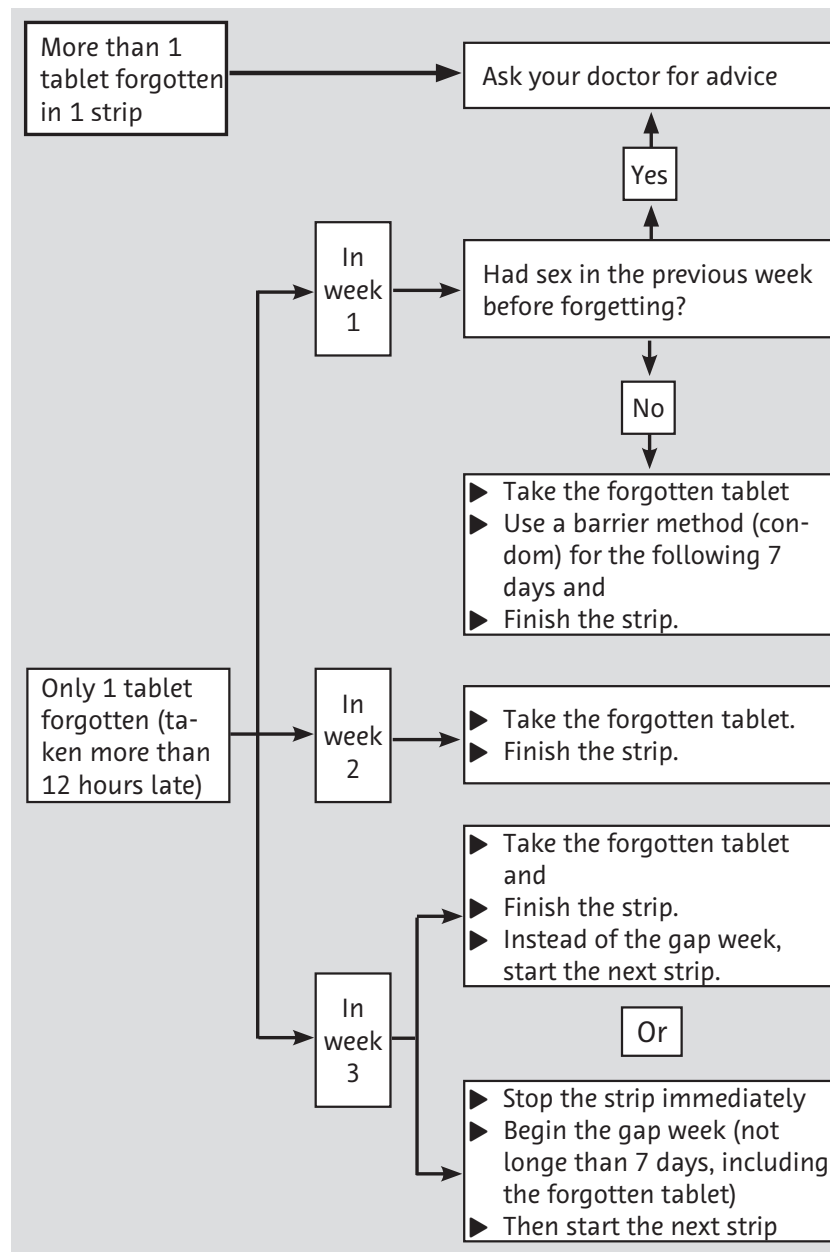 More than 1
tablet forgotten
in 1 strip
Ask your doctor for advice
Yes
In
week
1
Had sex in the previous week
before forgetting?
No
▶ Take the forgotten tablet
▶ Use a barrier method (con-
dom) for the following 7
days and
▶ Finish the strip.
Only 1 tablet
forgotten (ta-
ken more than
12 hours late)
In
week
2
▶ Take the forgotten tablet.
▶ Finish the strip.
In
week
3
▶ Take the forgotten tablet
and
▶ Finish the strip.
▶ Instead of the gap week,
start the next strip.
Or
▶ Stop the strip immediately
▶ Begin the gap week (not
longe than 7 days, including
the forgotten tablet)
▶ Then start the next strip